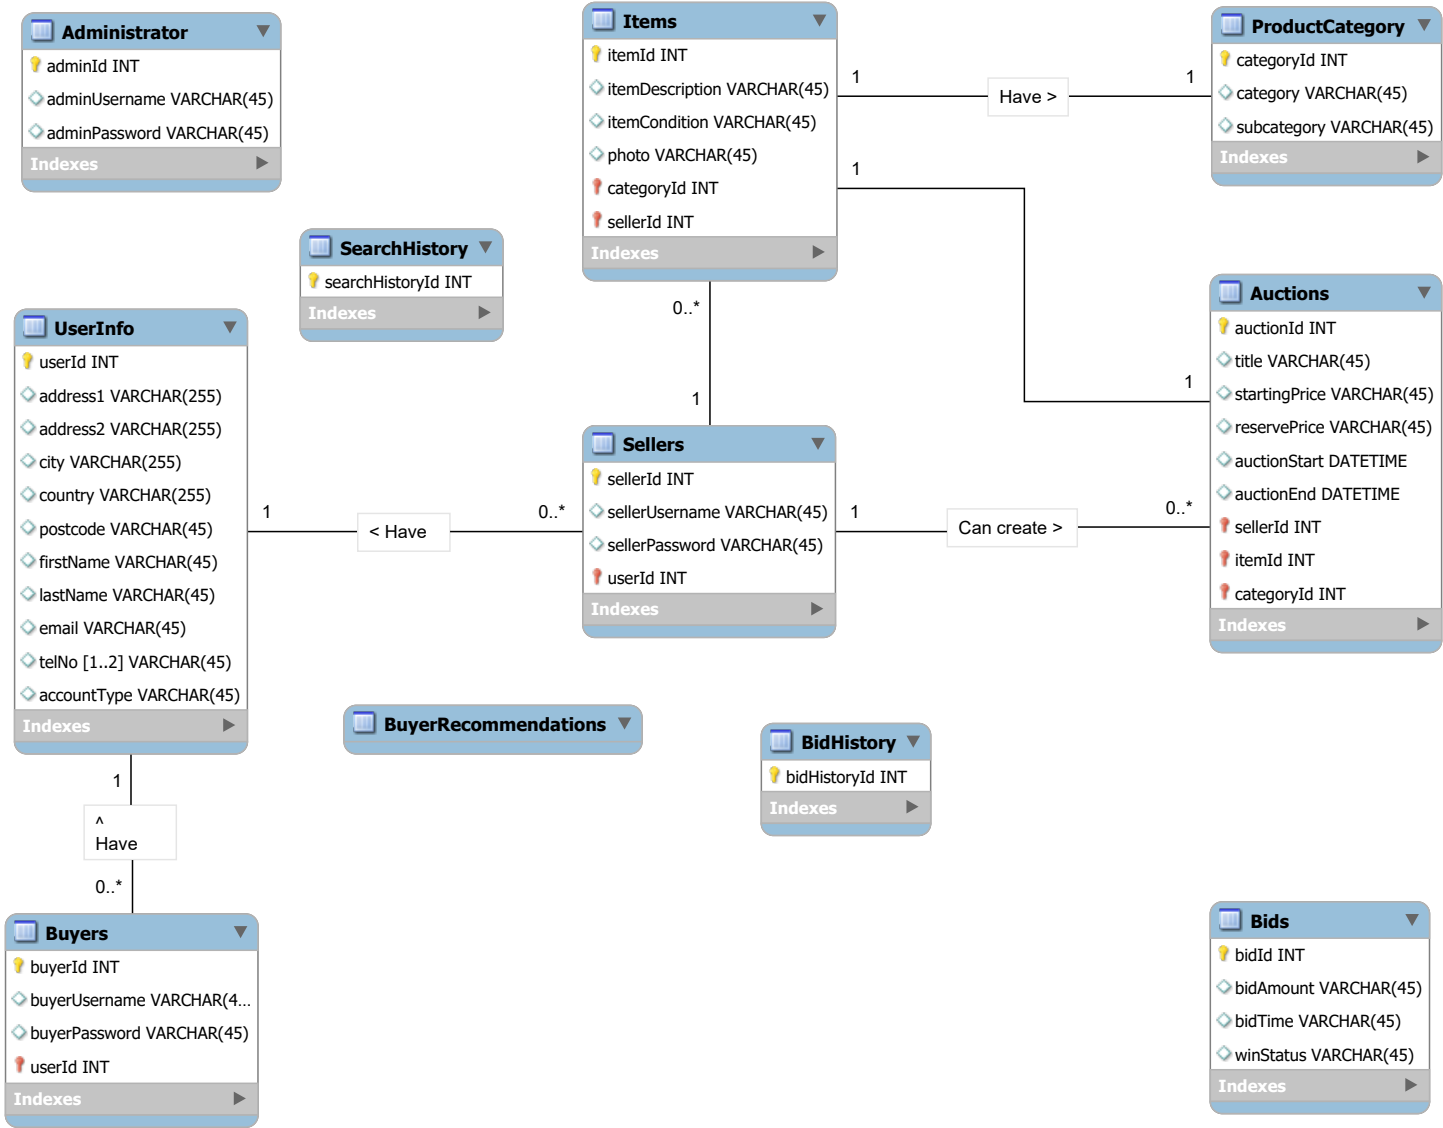 Administrator
adminId INT
adminUsername VARCHAR(45)
adminPassword VARCHAR(45)
Indexes
Items
itemId INT
itemDescription VARCHAR(45)
itemCondition VARCHAR(45)
photo VARCHAR(45)
categoryId INT
sellerId INT
Indexes
1
Have >
1
ProductCategory
categoryId INT
category VARCHAR(45)
subcategory VARCHAR(45)
Indexes
1
1
SearchHistory
searchHistoryId INT
Indexes
0..*
1
UserInfo
userId INT
address1 VARCHAR(255)
address2 VARCHAR(255)
city VARCHAR(255)
country VARCHAR(255)
postcode VARCHAR(45)
firstName VARCHAR(45)
lastName VARCHAR(45)
email VARCHAR(45)
telNo [1..2] VARCHAR(45)
accountType VARCHAR(45)
Indexes
1
< Have
0..*
Sellers
sellerId INT
sellerUsername VARCHAR(45)
sellerPassword VARCHAR(45)
userId INT
Indexes
1
Can create >
0..*
Auctions
auctionId INT
title VARCHAR(45)
startingPrice VARCHAR(45)
reservePrice VARCHAR(45)
auctionStart DATETIME
auctionEnd DATETIME
sellerId INT
itemId INT
categoryId INT
Indexes
BuyerRecommendations
BidHistory
bidHistoryId INT
Indexes
1
^
Have
0..*
Buyers
buyerId INT
buyerUsername VARCHAR(4...
buyerPassword VARCHAR(45)
userId INT
Indexes
Bids
bidId INT
bidAmount VARCHAR(45)
bidTime VARCHAR(45)
winStatus VARCHAR(45)
Indexes